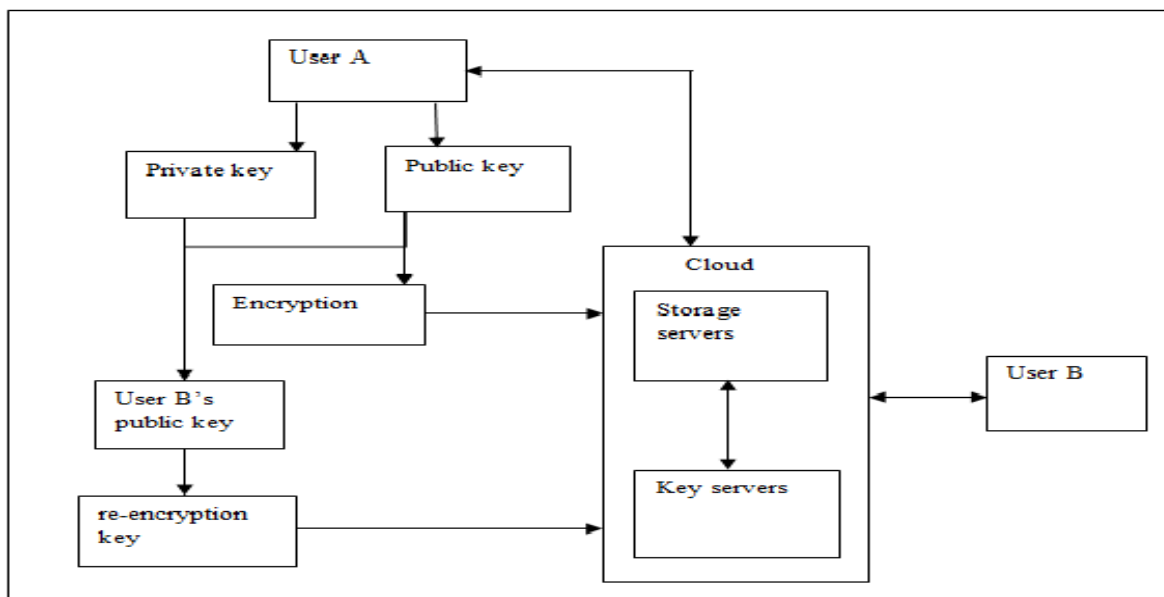 User A
Private key
Public key
Cloud
Encryption
Storage
servers
User B
User B's
public key
Key servers
re-encryption
key